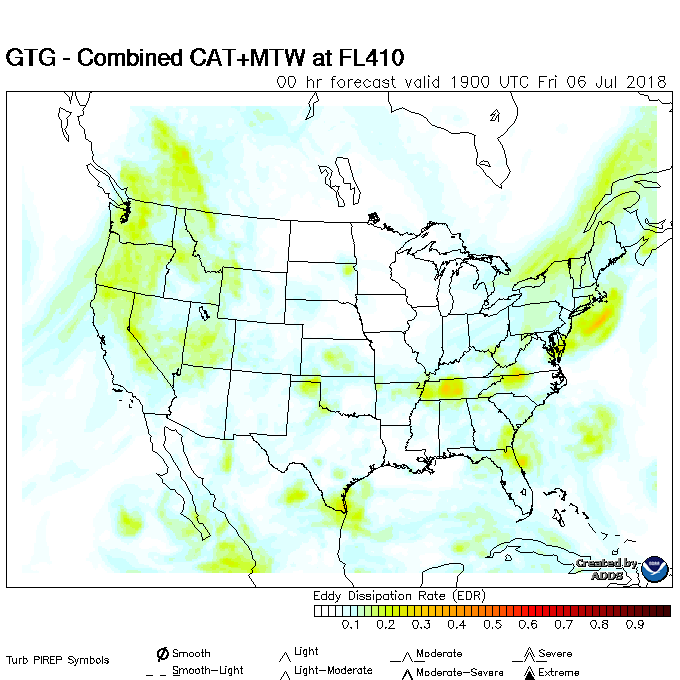 GTG - Combined CAT+MTW at FL410
00 hr forecast valid 1900 UTC Fri 06 Jul 2018
Created by
ADDS
Eddy Dissipation Rate (EDR)
0.1 0.2 0.3 0.4 0.5 0.6 0.7 0.8 0.9
Turb PIREP Symbols
Smooth Light Moderate Severe
Smooth-Light Light-Moderate Moderate-Severe Extreme